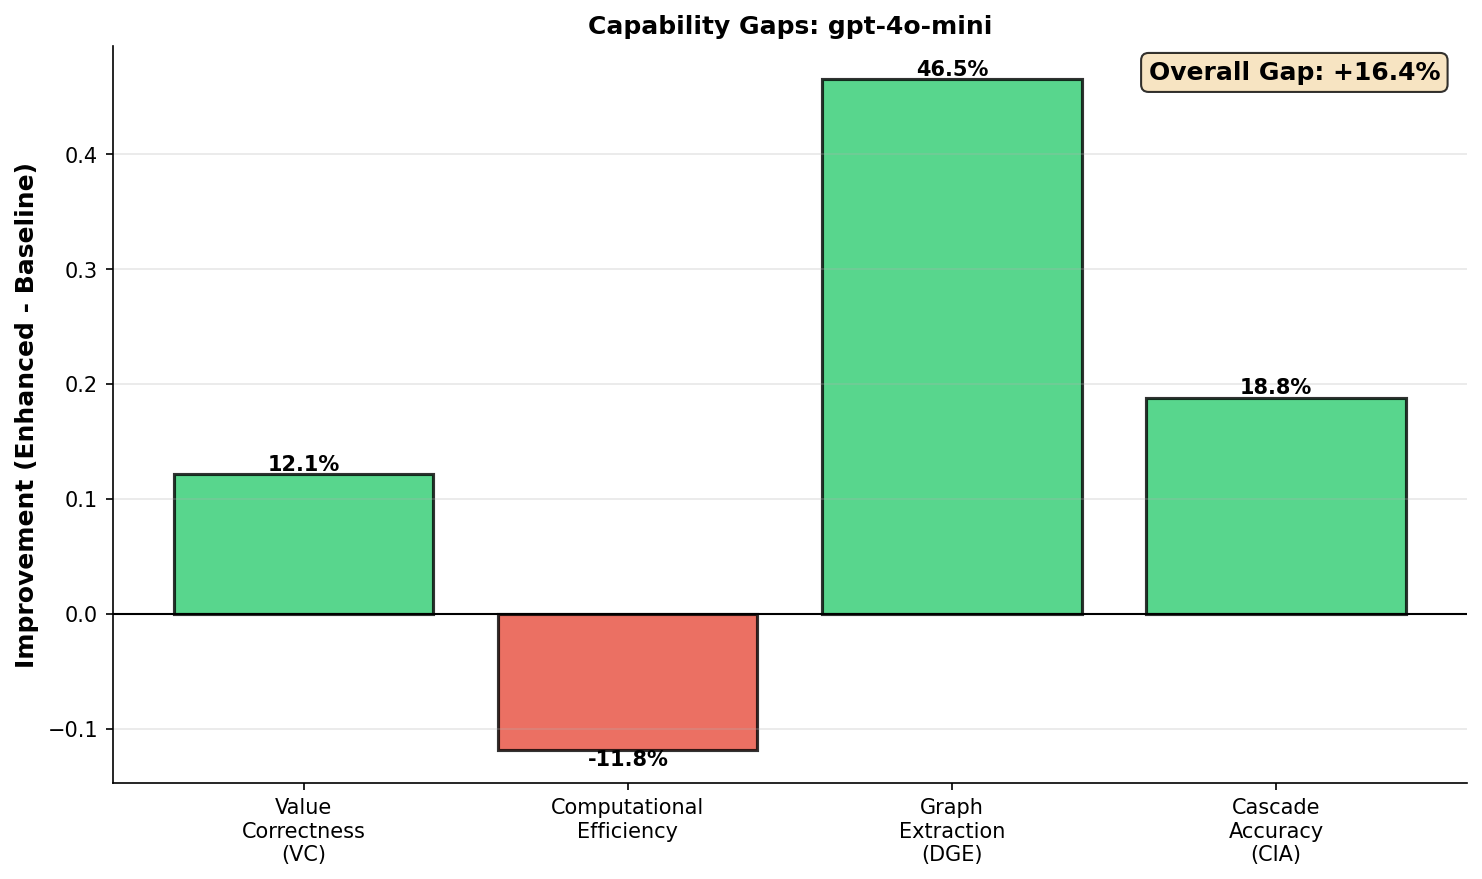 Capability Gaps: gpt-4o-mini
Overall Gap: +16.4%
Improvement (Enhanced - Baseline)
0.4
0.3
0.2
0.1
0.0
−0.1
12.1%
-11.8%
46.5%
18.8%
Value
Correctness
(VC)
Computational
Efficiency
Graph
Extraction
(DGE)
Cascade
Accuracy
(CIA)